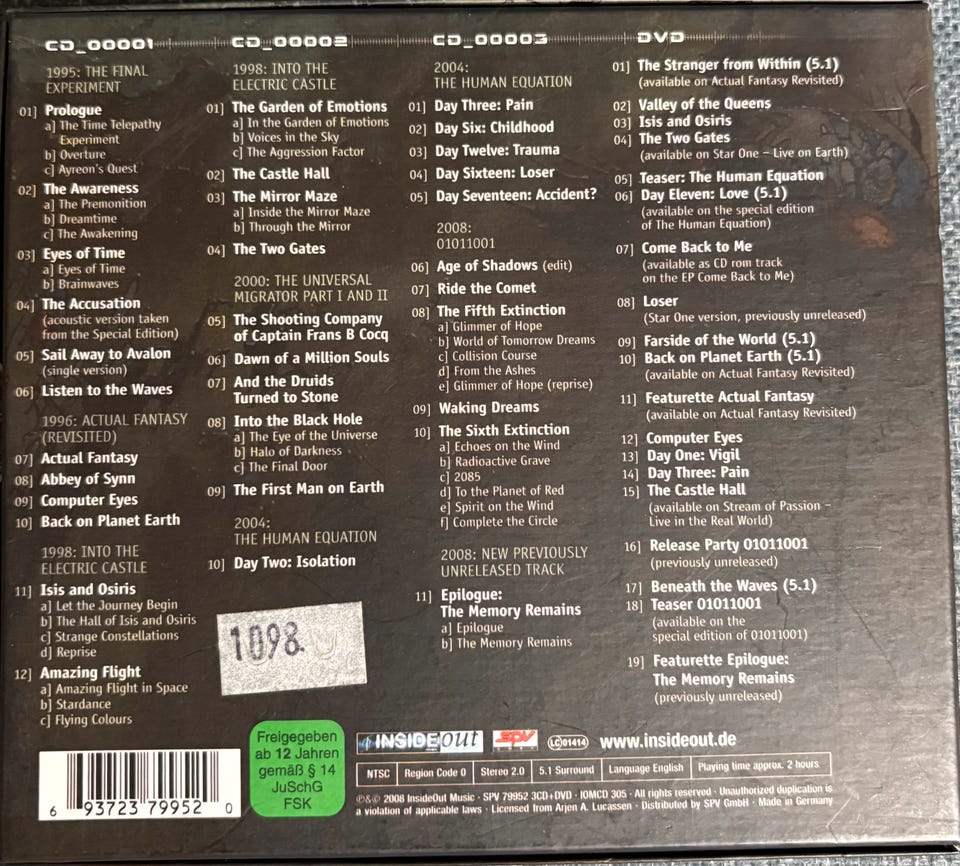 CD_00001
1995: THE FINAL
EXPERIMENT
01] Prologue
a] The Time Telepathy
Experiment
b] Overture
c] Ayreon's Quest
02] The Awareness
a] The Premonition
b] Dreamtime
c] The Awakening
03] Eyes of Time
a] Eyes of Time
b] Brainwaves
04] The Accusation
(acoustic version taken
from the Special Edition)
05] Sail Away to Avalon
(single version)
06] Listen to the Waves
1996: ACTUAL FANTASY
(REVISITED)
07] Actual Fantasy
08] Abbey of Synn
09] Computer Eyes
10] Back on Planet Earth
1998: INTO THE
ELECTRIC CASTLE
11] Isis and Osiris
a] Let the Journey Begin
b] The Hall of Isis and Osiris
c] Strange Constellations
d] Reprise
12] Amazing Flight
a] Amazing Flight in Space
b] Stardance
c] Flying Colours
CD_00002
1998: INTO THE
ELECTRIC CASTLE
01] The Garden of Emotions
a] In the Garden of Emotions
b] Voices in the Sky
c] The Aggression Factor
02] The Castle Hall
03] The Mirror Maze
a] Inside the Mirror Maze
b] Through the Mirror
04] The Two Gates
2000: THE UNIVERSAL
MIGRATOR PART I AND II
05] The Shooting Company
of Captain Frans B Cocq
06] Dawn of a Million Souls
07] And the Druids
Turned to Stone
08] Into the Black Hole
a] The Eye of the Universe
b] Halo of Darkness
c] The Final Door
09] The First Man on Earth
2004:
THE HUMAN EQUATION
10] Day Two: Isolation
1098.
CD_00003
2004:
THE HUMAN EQUATION
01] Day Three: Pain
02] Day Six: Childhood
03] Day Twelve: Trauma
04] Day Sixteen: Loser
05] Day Seventeen: Accident?
2008:
01011001
06] Age of Shadows (edit)
07] Ride the Comet
08] The Fifth Extinction
a] Glimmer of Hope
b] World of Tomorrow Dreams
c] Collision Course
d] From the Ashes
e] Glimmer of Hope (reprise)
09] Waking Dreams
10] The Sixth Extinction
a] Echoes on the Wind
b] Radioactive Grave
c] 2085
d] To the Planet of Red
e] Spirit on the Wind
f] Complete the Circle
2008: NEW PREVIOUSLY
UNRELEASED TRACK
11] Epilogue:
The Memory Remains
a] Epilogue
b] The Memory Remains
DVD
01] The Stranger from Within (5.1)
(available on Actual Fantasy Revisited)
02] Valley of the Queens
03] Isis and Osiris
04] The Two Gates
(available on Star One – Live on Earth)
05] Teaser: The Human Equation
06] Day Eleven: Love (5.1)
(available on the special edition
of The Human Equation)
07] Come Back to Me
(available as CD rom track
on the EP Come Back to Me)
08] Loser
(Star One version, previously unreleased)
09] Farside of the World (5.1)
10] Back on Planet Earth (5.1)
(available on Actual Fantasy Revisited)
11] Featurette Actual Fantasy
(available on Actual Fantasy Revisited)
12] Computer Eyes
13] Day One: Vigil
14] Day Three: Pain
15] The Castle Hall
(available on Stream of Passion –
Live in the Real World)
16] Release Party 01011001
(previously unreleased)
17] Beneath the Waves (5.1)
18] Teaser 01011001
(available on the
special edition of 01011001)
19] Featurette Epilogue:
The Memory Remains
(previously unreleased)
6 93723 79952 0
Freigegeben
ab 12 Jahren
gemäß § 14
JuSchG
FSK
INSIDEOUT SPV LC 01414 www.insideout.de
NTSC Region Code 0 Stereo 2.0 5.1 Surround Language English Playing time approx. 2 hours
℗&© 2008 InsideOut Music · SPV 79952 3CD+DVD · IOMCD 305 · All rights reserved · Unauthorized duplication is
a violation of applicable laws · Licensed from Arjen A. Lucassen · Distributed by SPV GmbH · Made in Germany